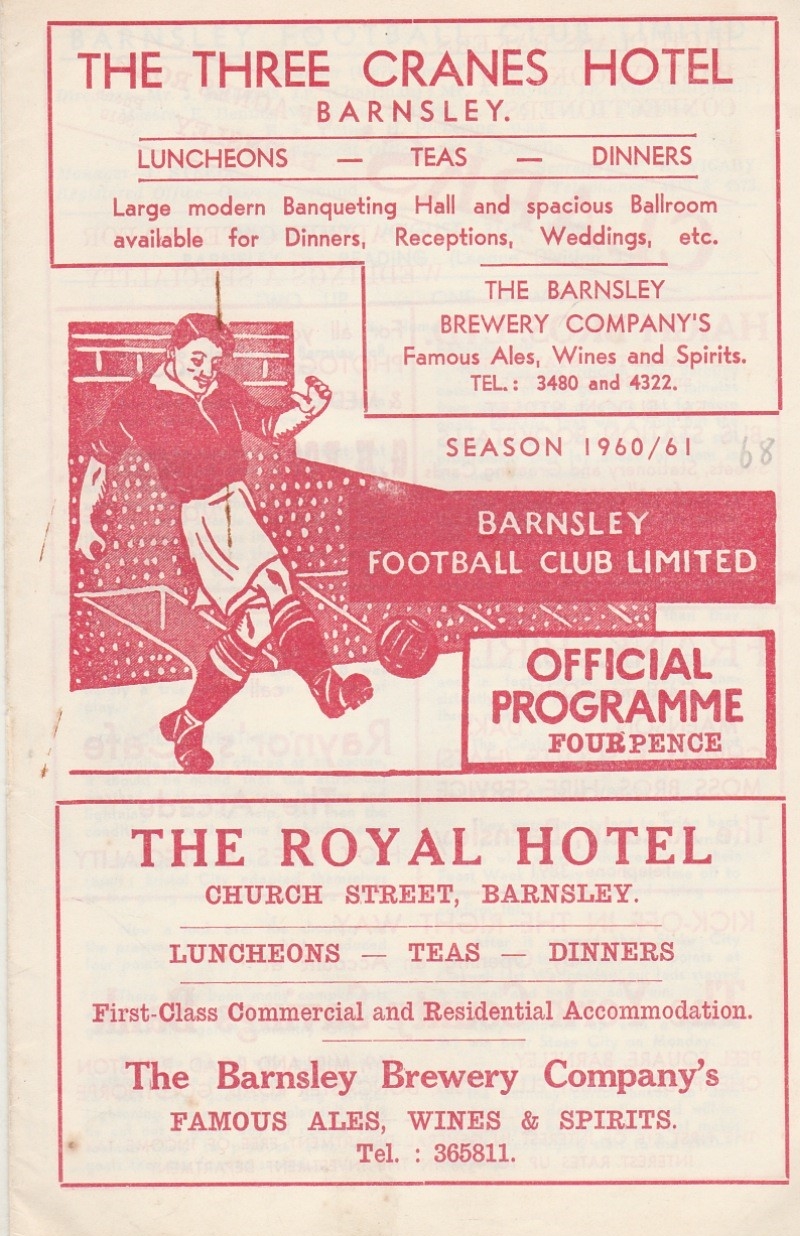 THE THREE CRANES HOTEL
BARNSLEY.
LUNCHEONS — TEAS — DINNERS
Large modern Banqueting Hall and spacious Ballroom
available for Dinners, Receptions, Weddings, etc.
THE BARNSLEY
BREWERY COMPANY'S
Famous Ales, Wines and Spirits.
TEL.: 3480 and 4322.
SEASON 1960/61
68
BARNSLEY
FOOTBALL CLUB LIMITED
OFFICIAL
PROGRAMME
FOURPENCE
THE ROYAL HOTEL
CHURCH STREET, BARNSLEY.
LUNCHEONS — TEAS — DINNERS
First-Class Commercial and Residential Accommodation.
The Barnsley Brewery Company's
FAMOUS ALES, WINES & SPIRITS.
Tel. : 365811.